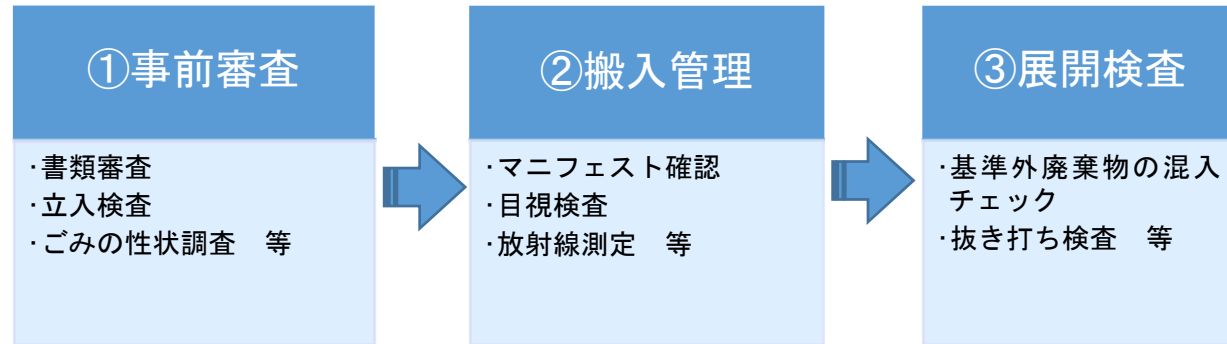 ①事前審査
・書類審査
・立入検査
・ごみの性状調査　等
②搬入管理
・マニフェスト確認
・目視検査
・放射線測定　等
③展開検査
・基準外廃棄物の混入
チェック
・抜き打ち検査　等